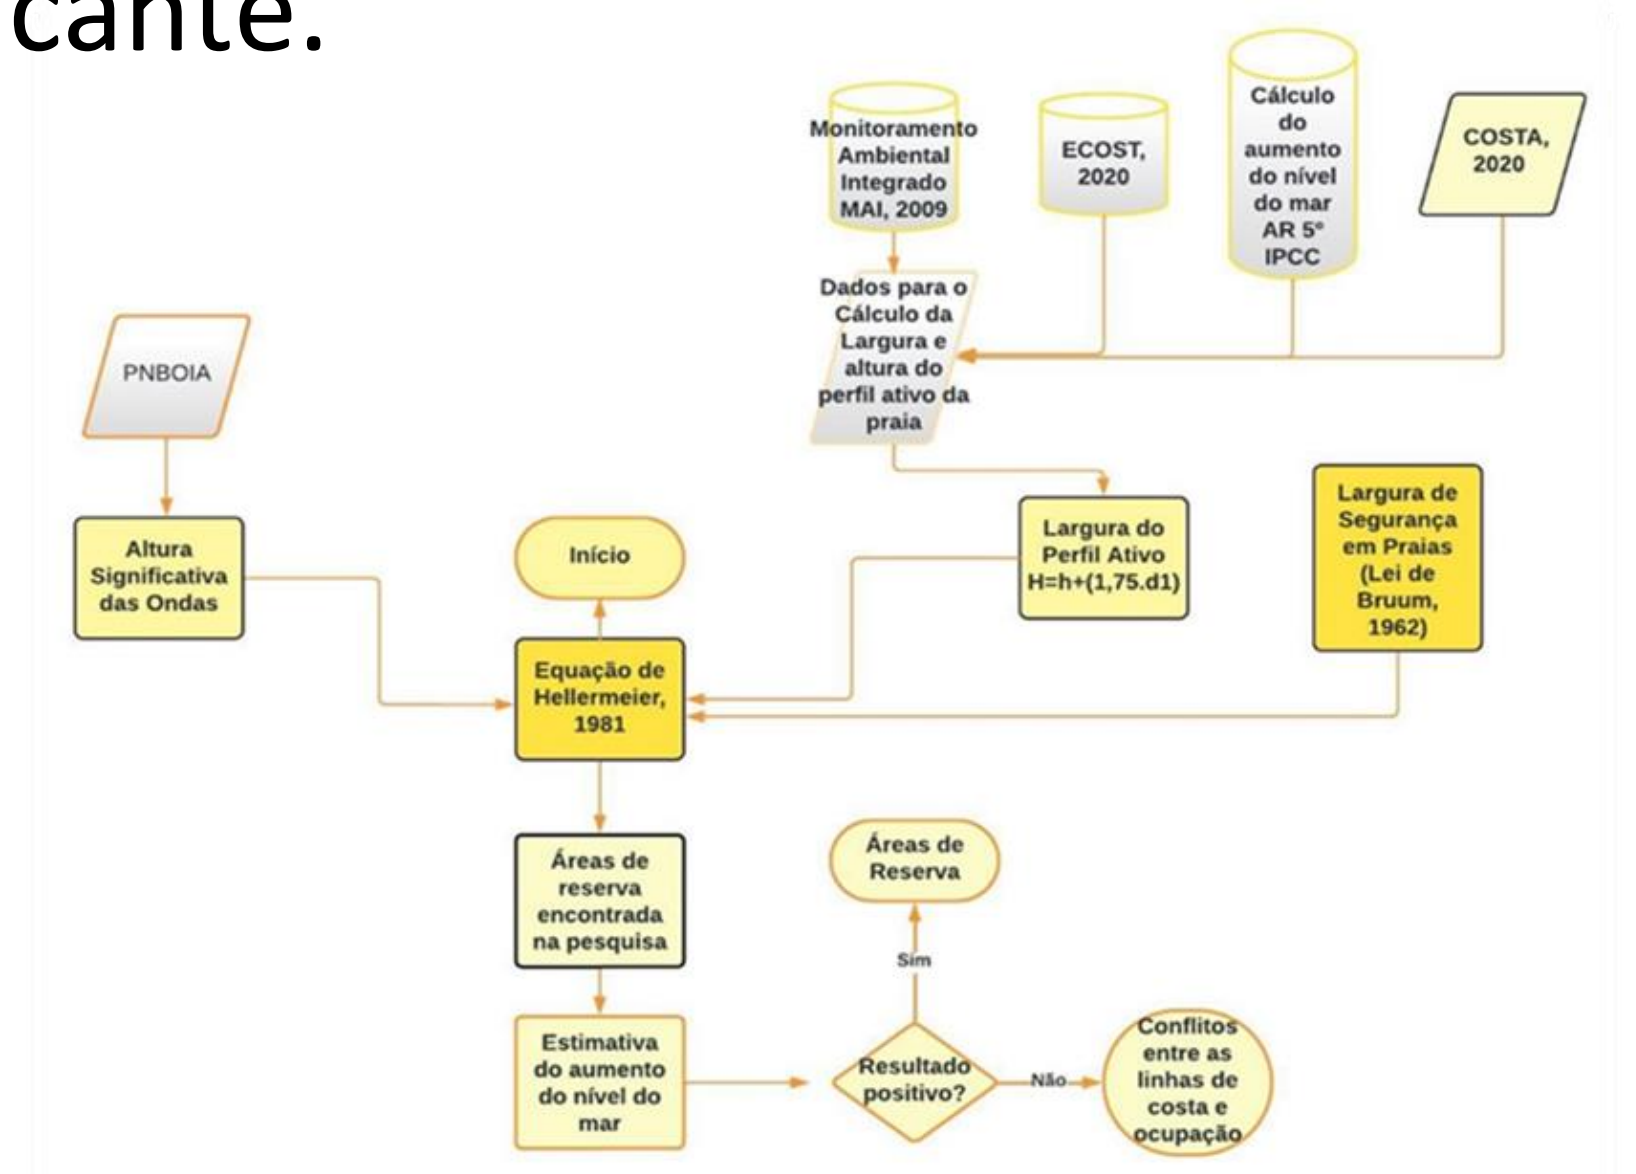 cante.
Monitoramento
Ambiental
Integrado
MAI, 2009
ECOST,
2020
Cálculo
do
aumento
do nível
do mar
AR 5º
IPCC
COSTA,
2020
Dados para o
Cálculo da
Largura e
altura do
perfil ativo da
praia
PNBOIA
Altura
Significativa
das Ondas
Início
Largura do
Perfil Ativo
H=h+(1,75.d1)
Largura de
Segurança
em Praias
(Lei de
Bruum,
1962)
Equação de
Hellermeier,
1981
Áreas de
reserva
encontrada
na pesquisa
Áreas de
Reserva
Sim
Estimativa
do aumento
do nível do
mar
Resultado
positivo?
Não
Conflitos
entre as
linhas de
costa e
ocupação